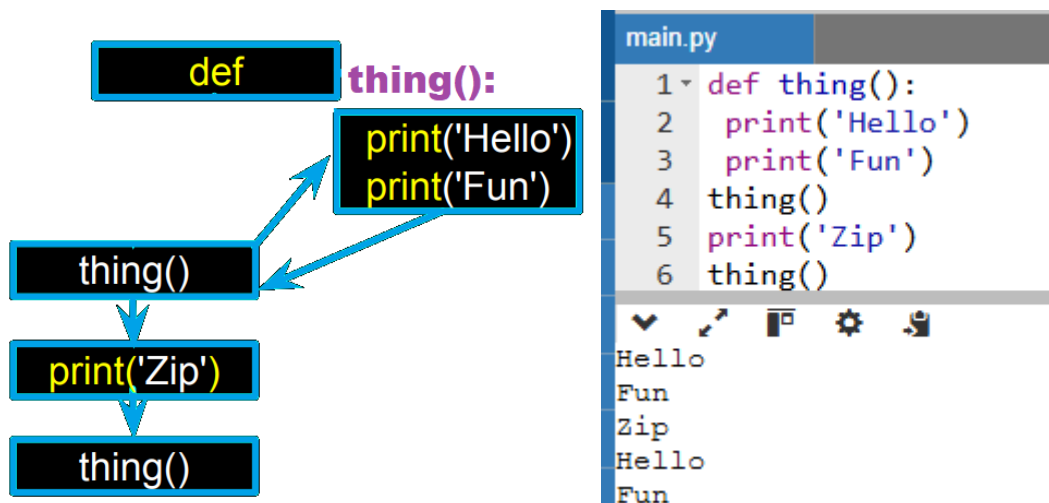 def
thing():
print('Hello')
print('Fun')
thing()
print('Zip')
thing()
main.py
1 def thing():
2 print('Hello')
3 print('Fun')
4 thing()
5 print('Zip')
6 thing()
Hello
Fun
Zip
Hello
Fun